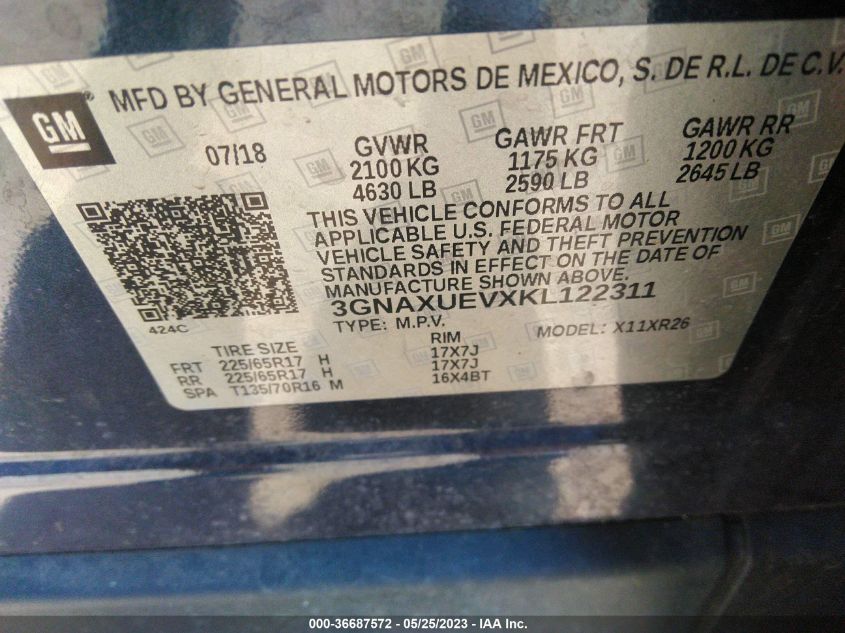 GM
MFD BY GENERAL MOTORS DE MEXICO, S. DE R.L. DE C.V.
07/18
GVWR
2100 KG
4630 LB
GAWR FRT
1175 KG
2590 LB
GAWR RR
1200 KG
2645 LB
THIS VEHICLE CONFORMS TO ALL
APPLICABLE U.S. FEDERAL MOTOR
VEHICLE SAFETY AND THEFT PREVENTION
STANDARDS IN EFFECT ON THE DATE OF
MANUFACTURE SHOWN ABOVE.
3GNAXUEVXKL122311
424C
TYPE: M.P.V.
MODEL: X11XR26
TIRE SIZE RIM
FRT 225/65R17 H 17X7J
RR 225/65R17 H 17X7J
SPA T135/70R16 M 16X4BT
000-36687572 - 05/25/2023 - IAA Inc.